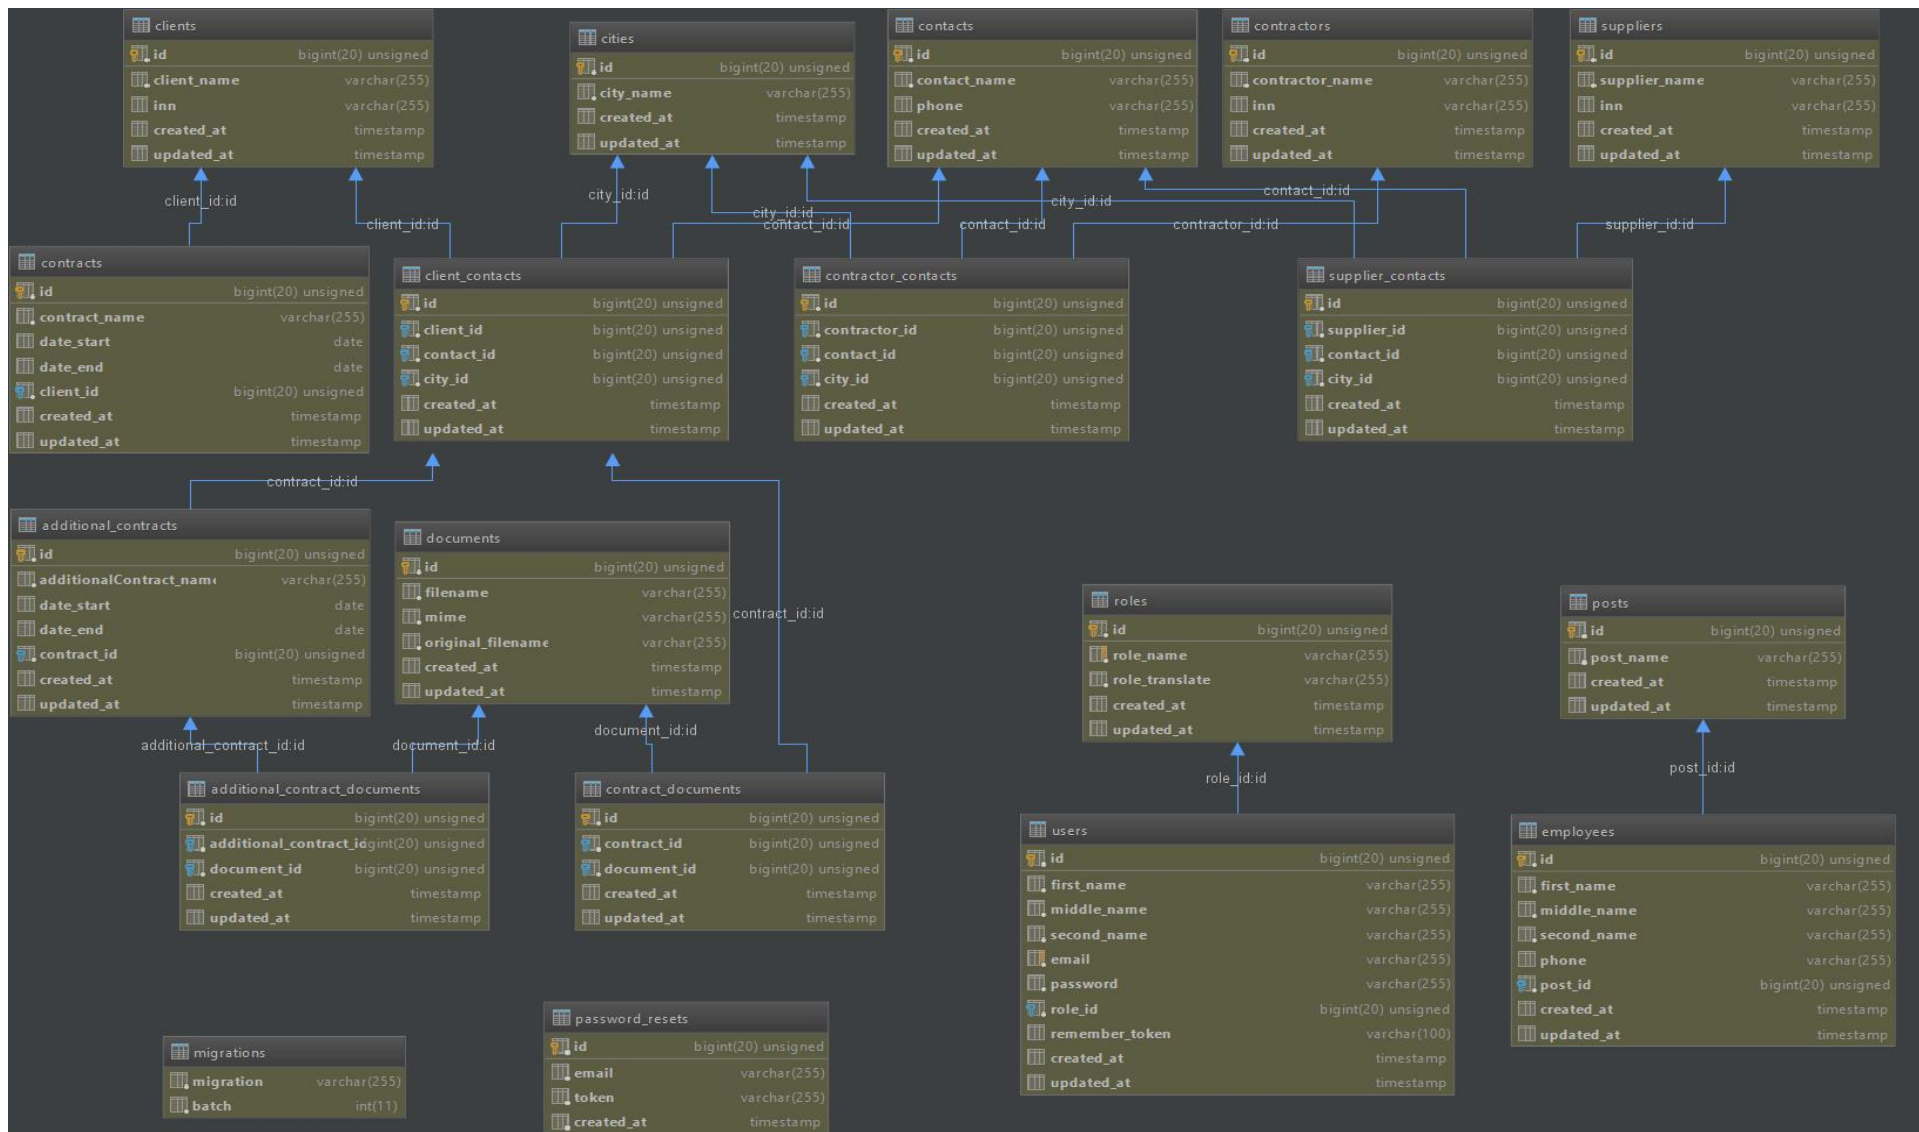 clients
id bigint(20) unsigned
client_name varchar(255)
inn varchar(255)
created_at timestamp
updated_at timestamp
cities
id bigint(20) unsigned
city_name varchar(255)
created_at timestamp
updated_at timestamp
contacts
id bigint(20) unsigned
contact_name varchar(255)
phone varchar(255)
created_at timestamp
updated_at timestamp
contractors
id bigint(20) unsigned
contractor_name varchar(255)
inn varchar(255)
created_at timestamp
updated_at timestamp
suppliers
id bigint(20) unsigned
supplier_name varchar(255)
inn varchar(255)
created_at timestamp
updated_at timestamp
client_id:id
client_id:id
city_id:id
city_id:id
contact_id:id
contact_id:id
city_id:id
contractor_id:id
contact_id:id
supplier_id:id
contracts
id bigint(20) unsigned
contract_name varchar(255)
date_start date
date_end date
client_id bigint(20) unsigned
created_at timestamp
updated_at timestamp
client_contacts
id bigint(20) unsigned
client_id bigint(20) unsigned
contact_id bigint(20) unsigned
city_id bigint(20) unsigned
created_at timestamp
updated_at timestamp
contractor_contacts
id bigint(20) unsigned
contractor_id bigint(20) unsigned
contact_id bigint(20) unsigned
city_id bigint(20) unsigned
created_at timestamp
updated_at timestamp
supplier_contacts
id bigint(20) unsigned
supplier_id bigint(20) unsigned
contact_id bigint(20) unsigned
city_id bigint(20) unsigned
created_at timestamp
updated_at timestamp
contract_id:id
additional_contracts
id bigint(20) unsigned
additionalContract_name varchar(255)
date_start date
date_end date
contract_id bigint(20) unsigned
created_at timestamp
updated_at timestamp
documents
id bigint(20) unsigned
filename varchar(255)
mime varchar(255)
original_filename varchar(255)
created_at timestamp
updated_at timestamp
contract_id:id
roles
id bigint(20) unsigned
role_name varchar(255)
role_translate varchar(255)
created_at timestamp
updated_at timestamp
posts
id bigint(20) unsigned
post_name varchar(255)
created_at timestamp
updated_at timestamp
additional_contract_id:id
document_id:id
document_id:id
role_id:id
post_id:id
additional_contract_documents
id bigint(20) unsigned
additional_contract_id gint(20) unsigned
document_id bigint(20) unsigned
created_at timestamp
updated_at timestamp
contract_documents
id bigint(20) unsigned
contract_id bigint(20) unsigned
document_id bigint(20) unsigned
created_at timestamp
updated_at timestamp
users
id bigint(20) unsigned
first_name varchar(255)
middle_name varchar(255)
second_name varchar(255)
email varchar(255)
password varchar(255)
role_id bigint(20) unsigned
remember_token varchar(100)
created_at timestamp
updated_at timestamp
employees
id bigint(20) unsigned
first_name varchar(255)
middle_name varchar(255)
second_name varchar(255)
phone varchar(255)
post_id bigint(20) unsigned
created_at timestamp
updated_at timestamp
migrations
migration varchar(255)
batch int(11)
password_resets
id bigint(20) unsigned
email varchar(255)
token varchar(255)
created_at timestamp